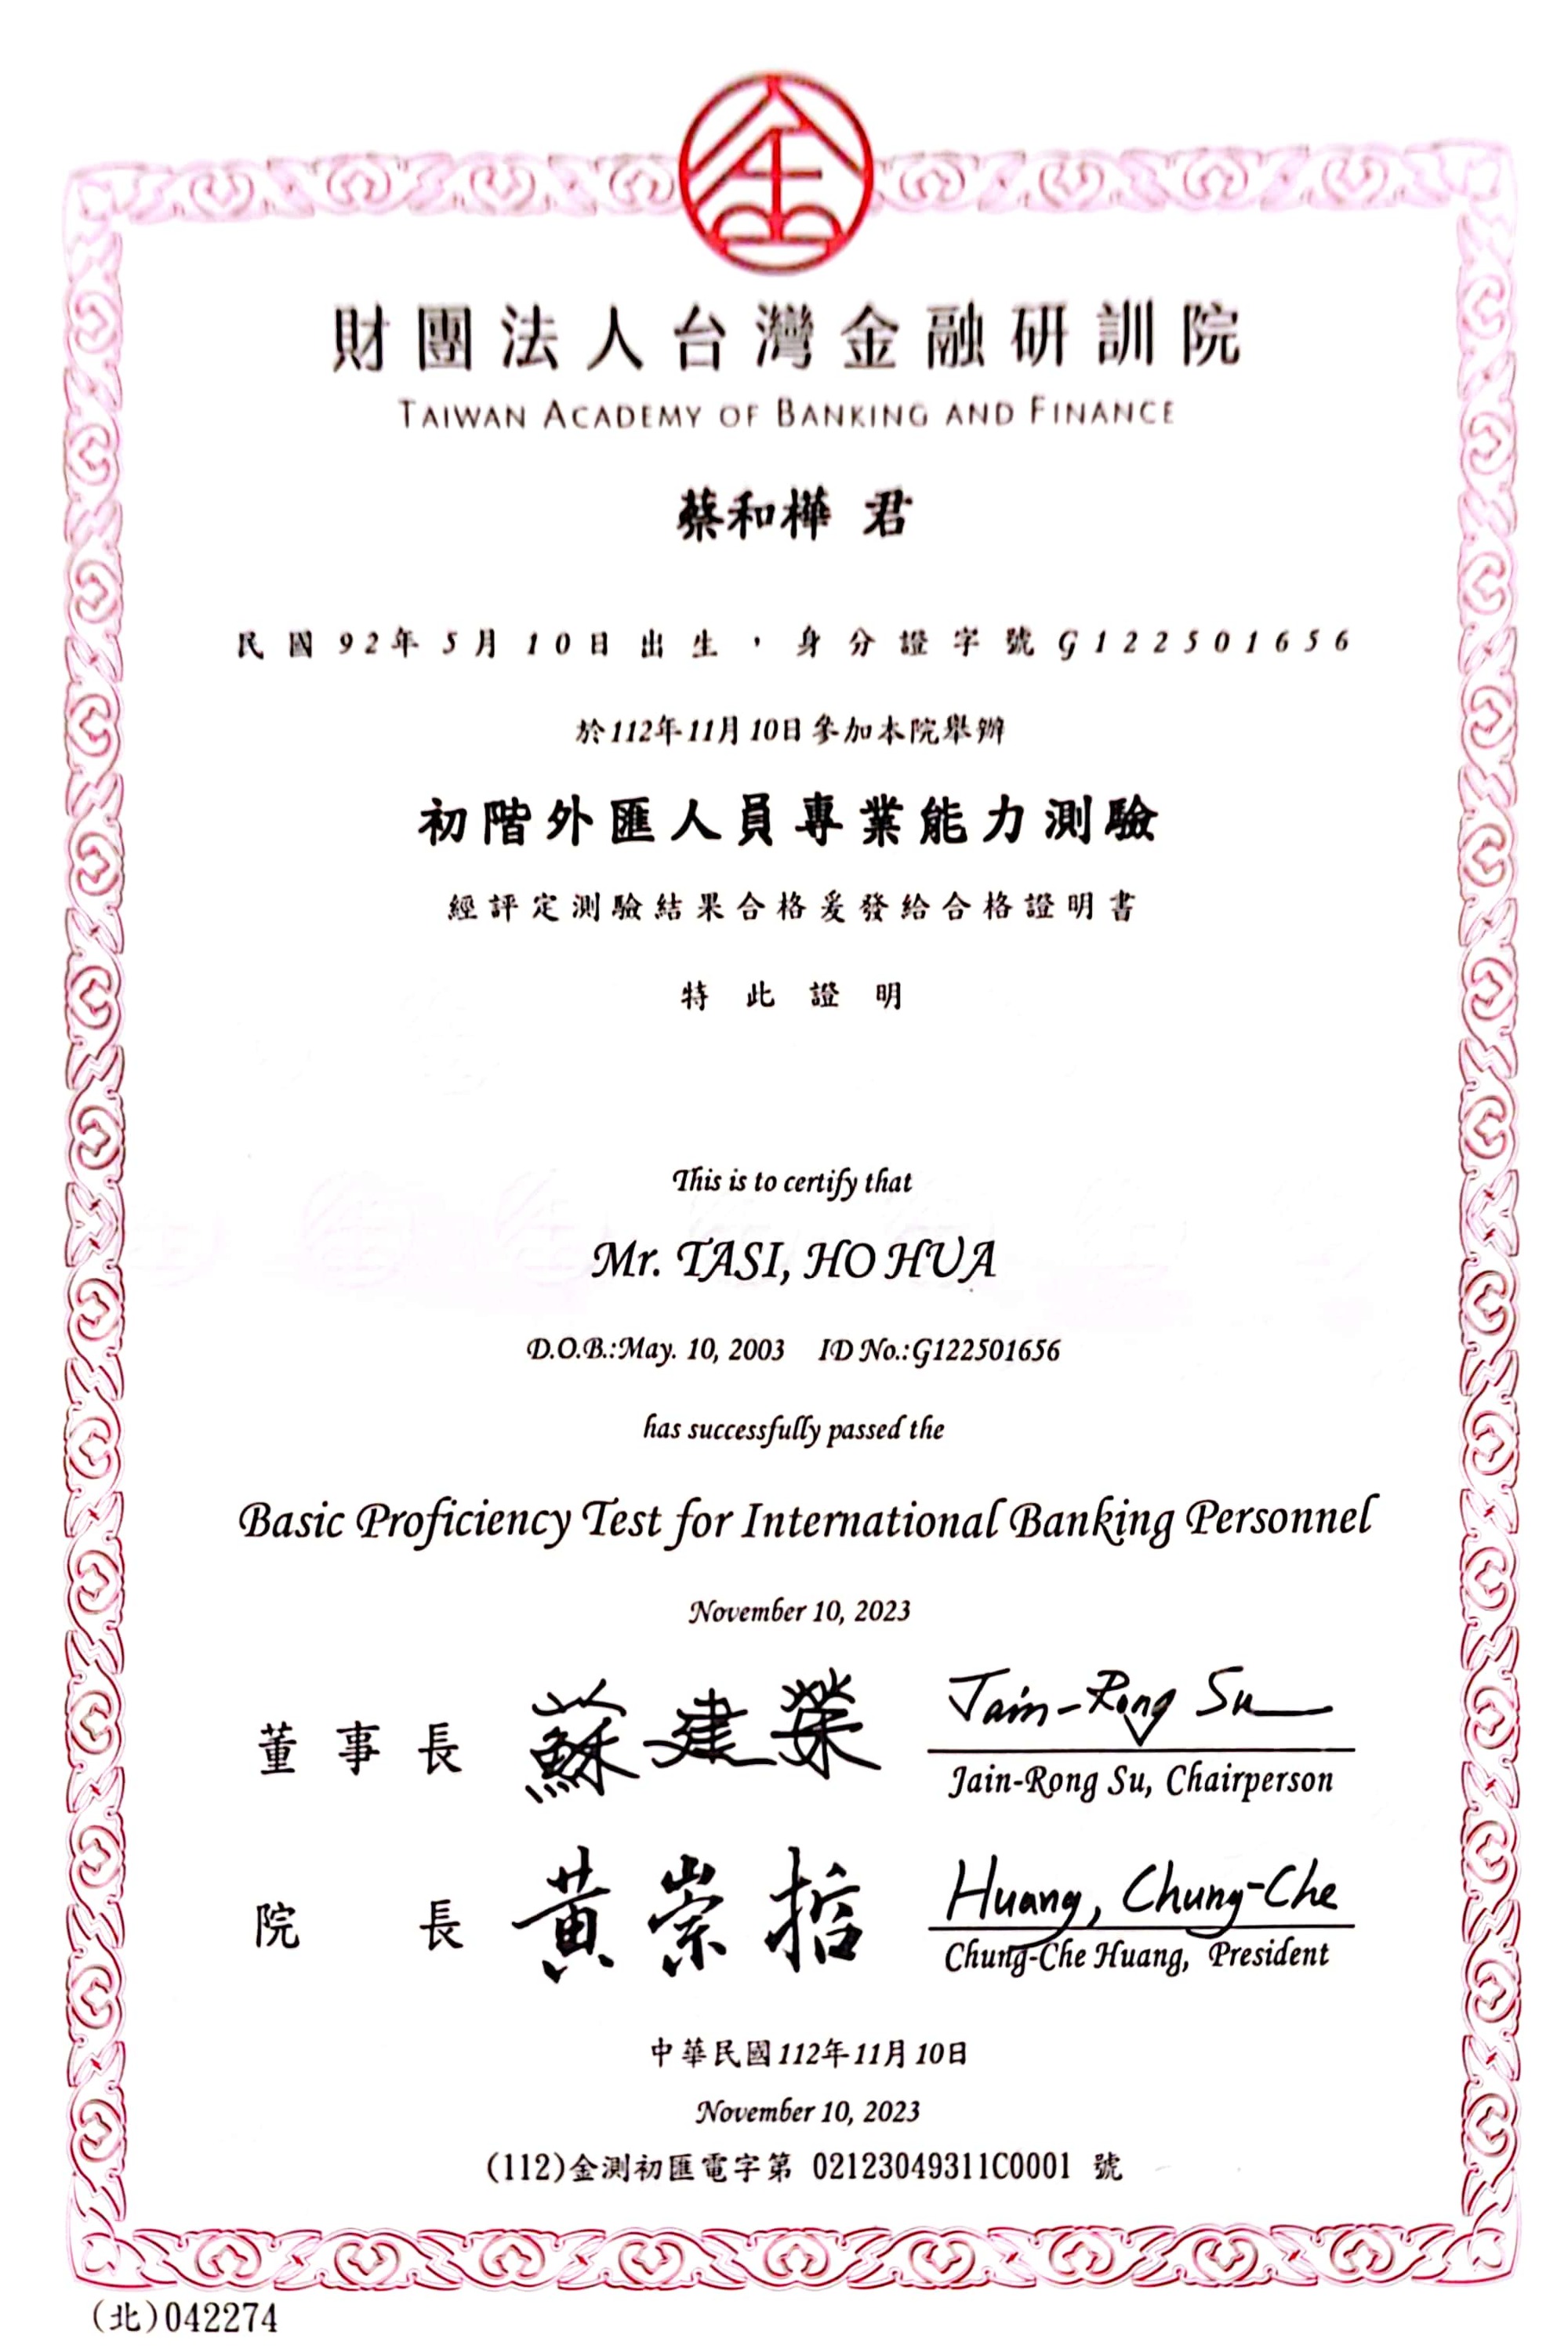 財團法人台灣金融研訓院
TAIWAN ACADEMY OF BANKING AND FINANCE
蔡和樺 君
民國92年5月10日出生，身分證字號G122501656
於112年11月10日參加本院舉辦
初階外匯人員專業能力測驗
經評定測驗結果合格爰發給合格證明書
特此證明
This is to certify that
Mr. TASI, HO HUA
D.O.B.:May. 10, 2003 ID No.:G122501656
has successfully passed the
Basic Proficiency Test for International Banking Personnel
November 10, 2023
董事長 蘇建榮 Jain-Rong Su
Jain-Rong Su, Chairperson
院長 黃崇哲 Huang, Chung-Che
Chung-Che Huang, President
中華民國112年11月10日
November 10, 2023
(112)金測初匯電字第 02123049311C0001 號
(北)042274